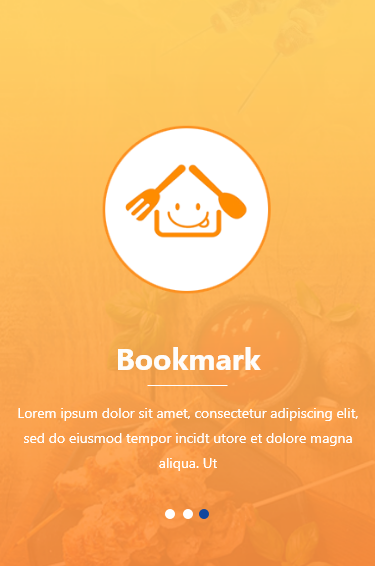 Bookmark
Lorem ipsum dolor sit amet, consectetur adipiscing elit,
sed do eiusmod tempor incidt utore et dolore magna
aliqua. Ut